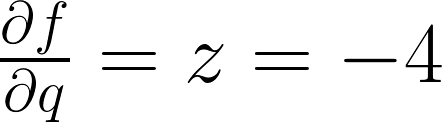 ∂f/∂q = z = −4